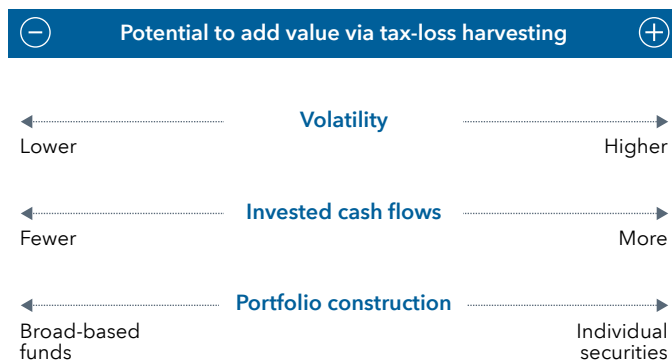 Potential to add value via tax-loss harvesting
Volatility
Lower
Higher
Invested cash flows
Fewer
More
Portfolio construction
Broad-based
funds
Individual
securities